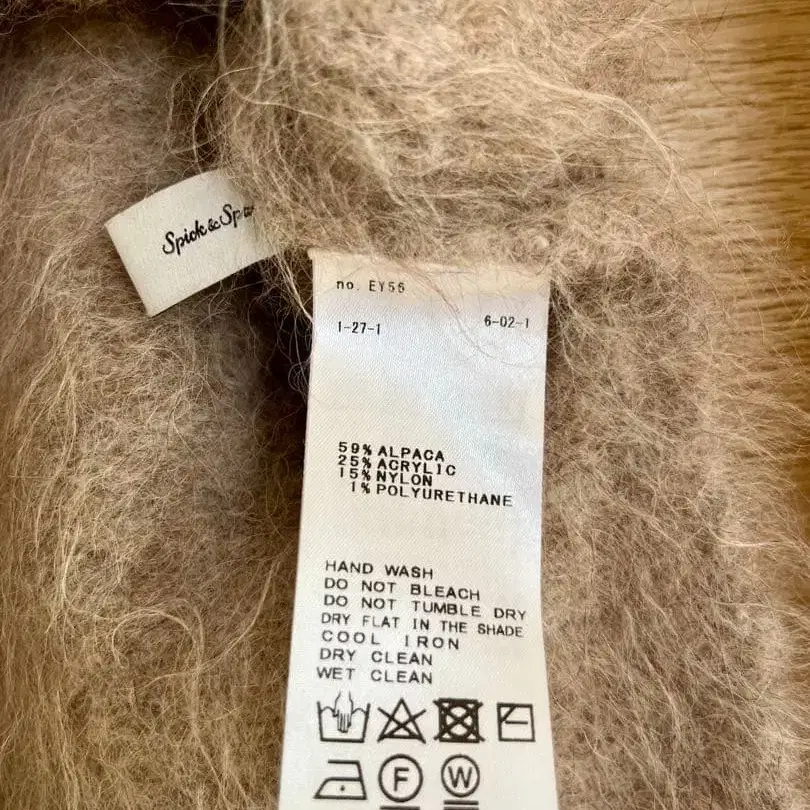 Spick & Sp
no. EY56
1-27-1 6-02-1
59% ALPACA
25% ACRYLIC
15% NYLON
1% POLYURETHANE
HAND WASH
DO NOT BLEACH
DO NOT TUMBLE DRY
DRY FLAT IN THE SHADE
COOL IRON
DRY CLEAN
WET CLEAN
F W